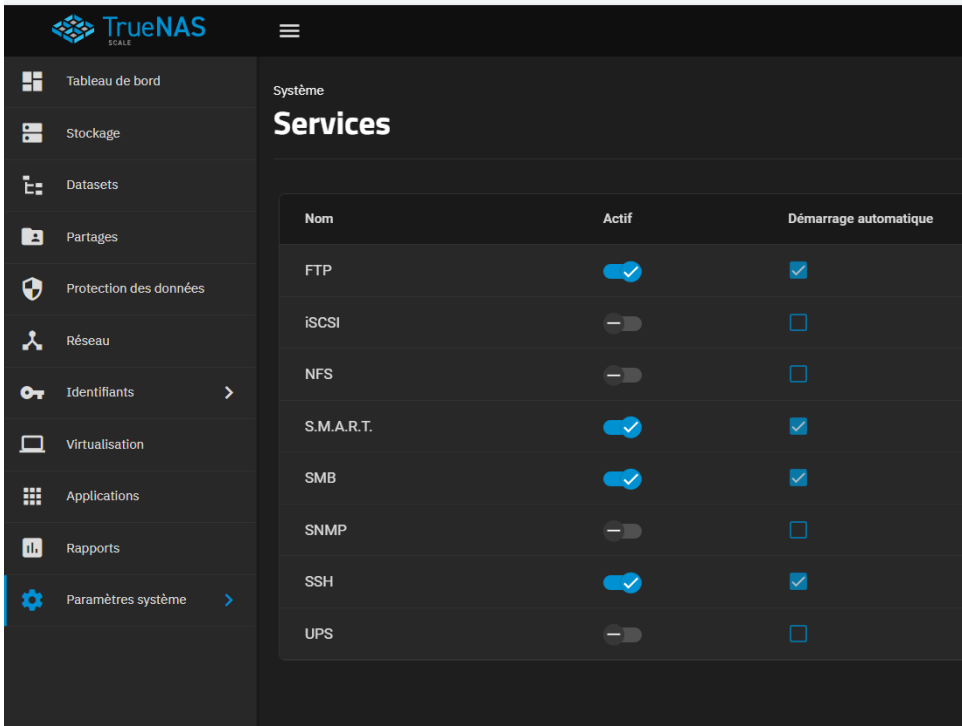 TrueNAS
SCALE
Tableau de bord
Stockage
Datasets
Partages
Protection des données
Réseau
Identifiants
Virtualisation
Applications
Rapports
Paramètres système
Système
Services
Nom Actif Démarrage automatique
FTP
iSCSI
NFS
S.M.A.R.T.
SMB
SNMP
SSH
UPS